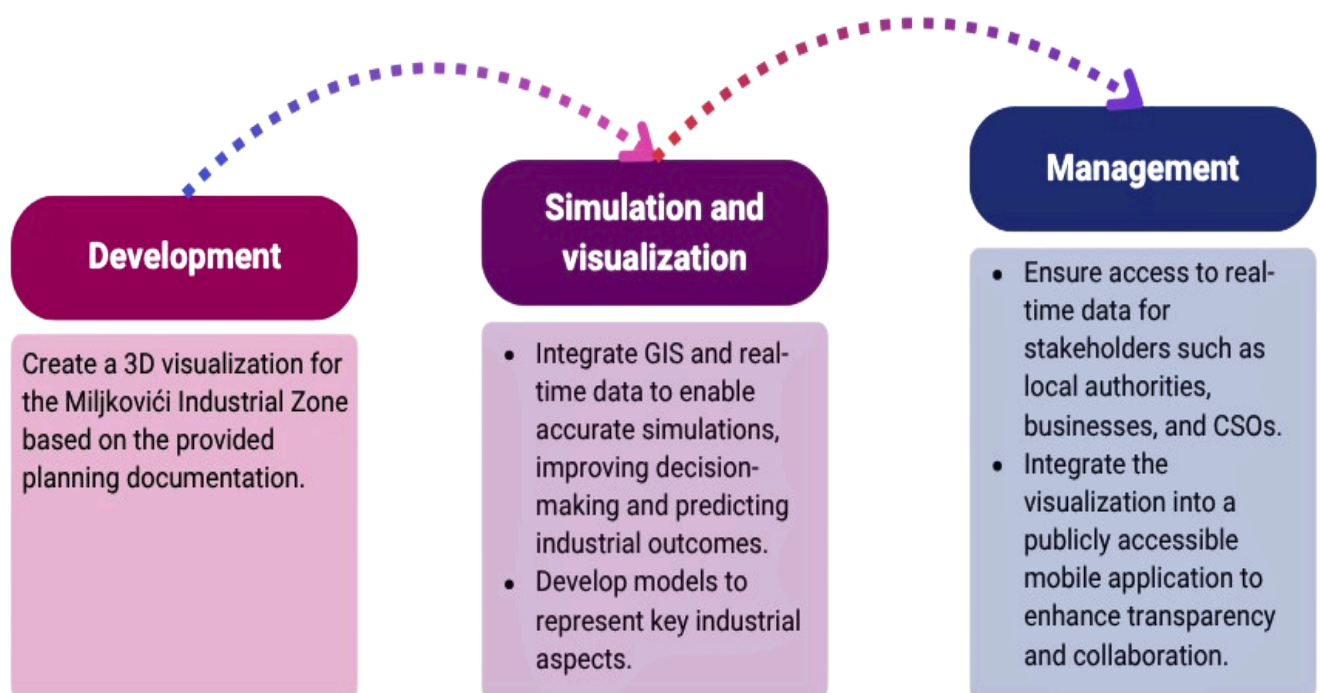 Development
Create a 3D visualization for
the Miljkovići Industrial Zone
based on the provided
planning documentation.
Simulation and
visualization
• Integrate GIS and real-
time data to enable
accurate simulations,
improving decision-
making and predicting
industrial outcomes.
• Develop models to
represent key industrial
aspects.
Management
• Ensure access to real-
time data for
stakeholders such as
local authorities,
businesses, and CSOs.
• Integrate the
visualization into a
publicly accessible
mobile application to
enhance transparency
and collaboration.